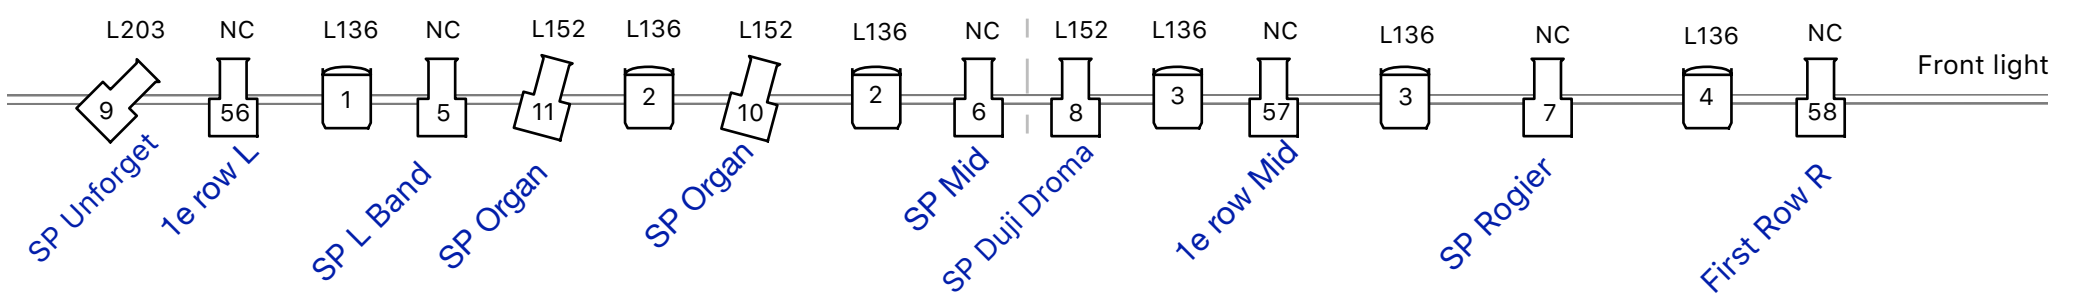 L203 NC L136 NC L152 L136 L152 L136 NC L152 L136 NC L136 NC L136 NC
Front light
9 56 1 5 11 2 10 2 6 8 3 57 3 7 4 58
SP Unforget
1e row L
SP L Band
SP Organ
SP Organ
SP Mid
SP Duji Droma
1e row Mid
SP Rogier
First Row R